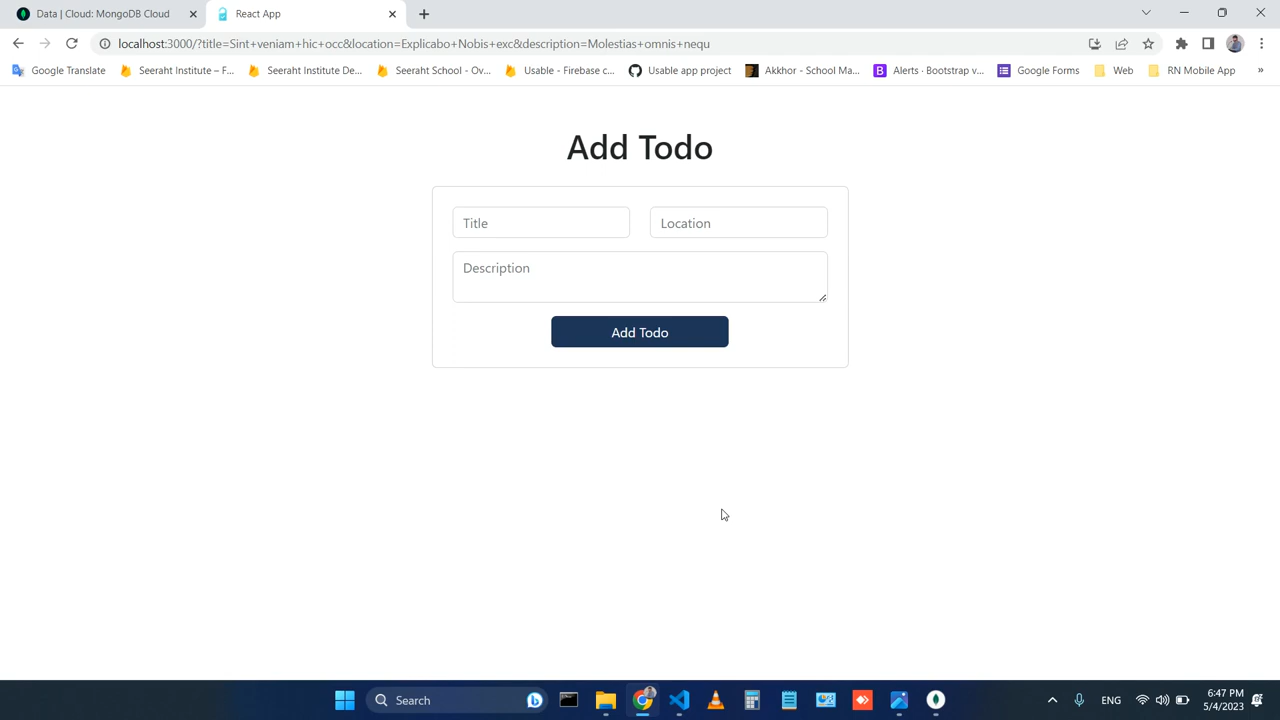 Data | Cloud: MongoDB Cloud
React App
localhost:3000/?title=Sint+veniam+hic+occ&location=Explicabo+Nobis+exc&description=Molestias+omnis+nequ
Google Translate
Seeraht Institute – F...
Seeraht Institute De...
Seeraht School - Ov...
Usable - Firebase c...
Usable app project
Akkhor - School Ma...
B
Alerts · Bootstrap v...
Google Forms
Web
RN Mobile App
»
Add Todo
Title
Location
Description
Add Todo
Search
ENG
6:47 PM
5/4/2023